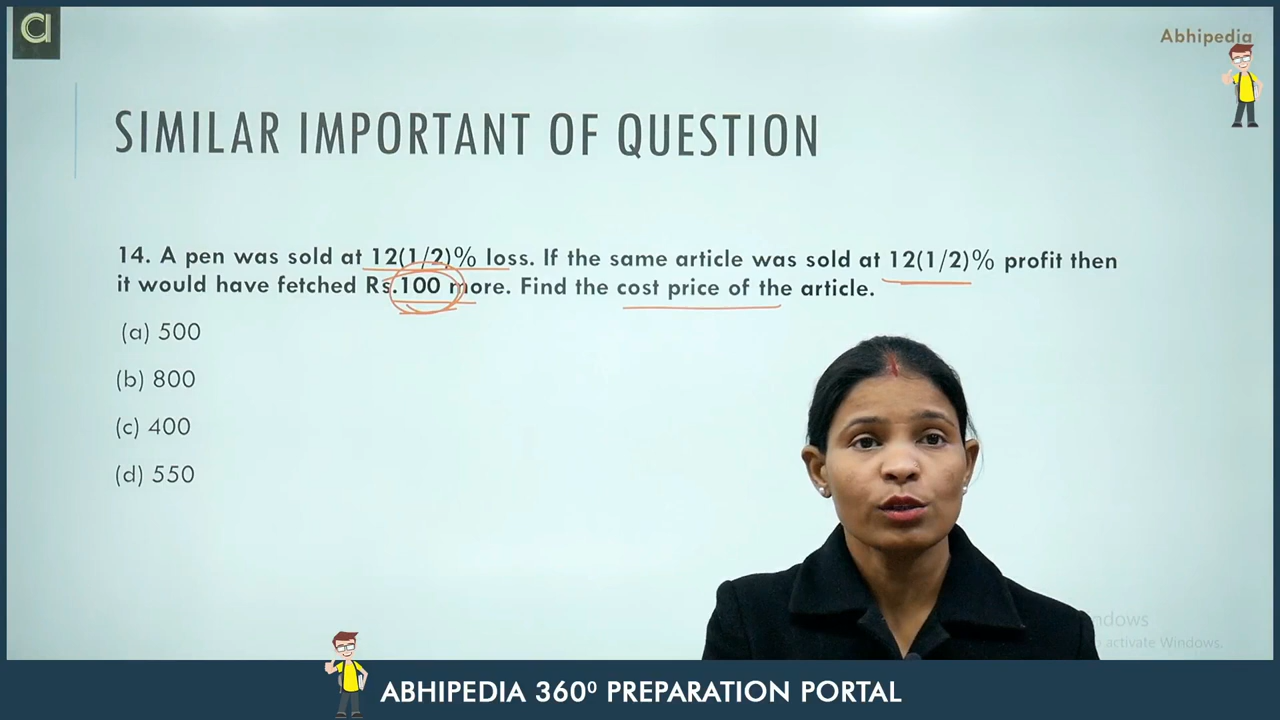 Abhipedia
SIMILAR IMPORTANT OF QUESTION
14. A pen was sold at 12(1/2)% loss. If the same article was sold at 12(1/2)% profit then
it would have fetched Rs.100 more. Find the cost price of the article.
(a) 500
(b) 800
(c) 400
(d) 550
activate Windows.
ABHIPEDIA 360⁰ PREPARATION PORTAL